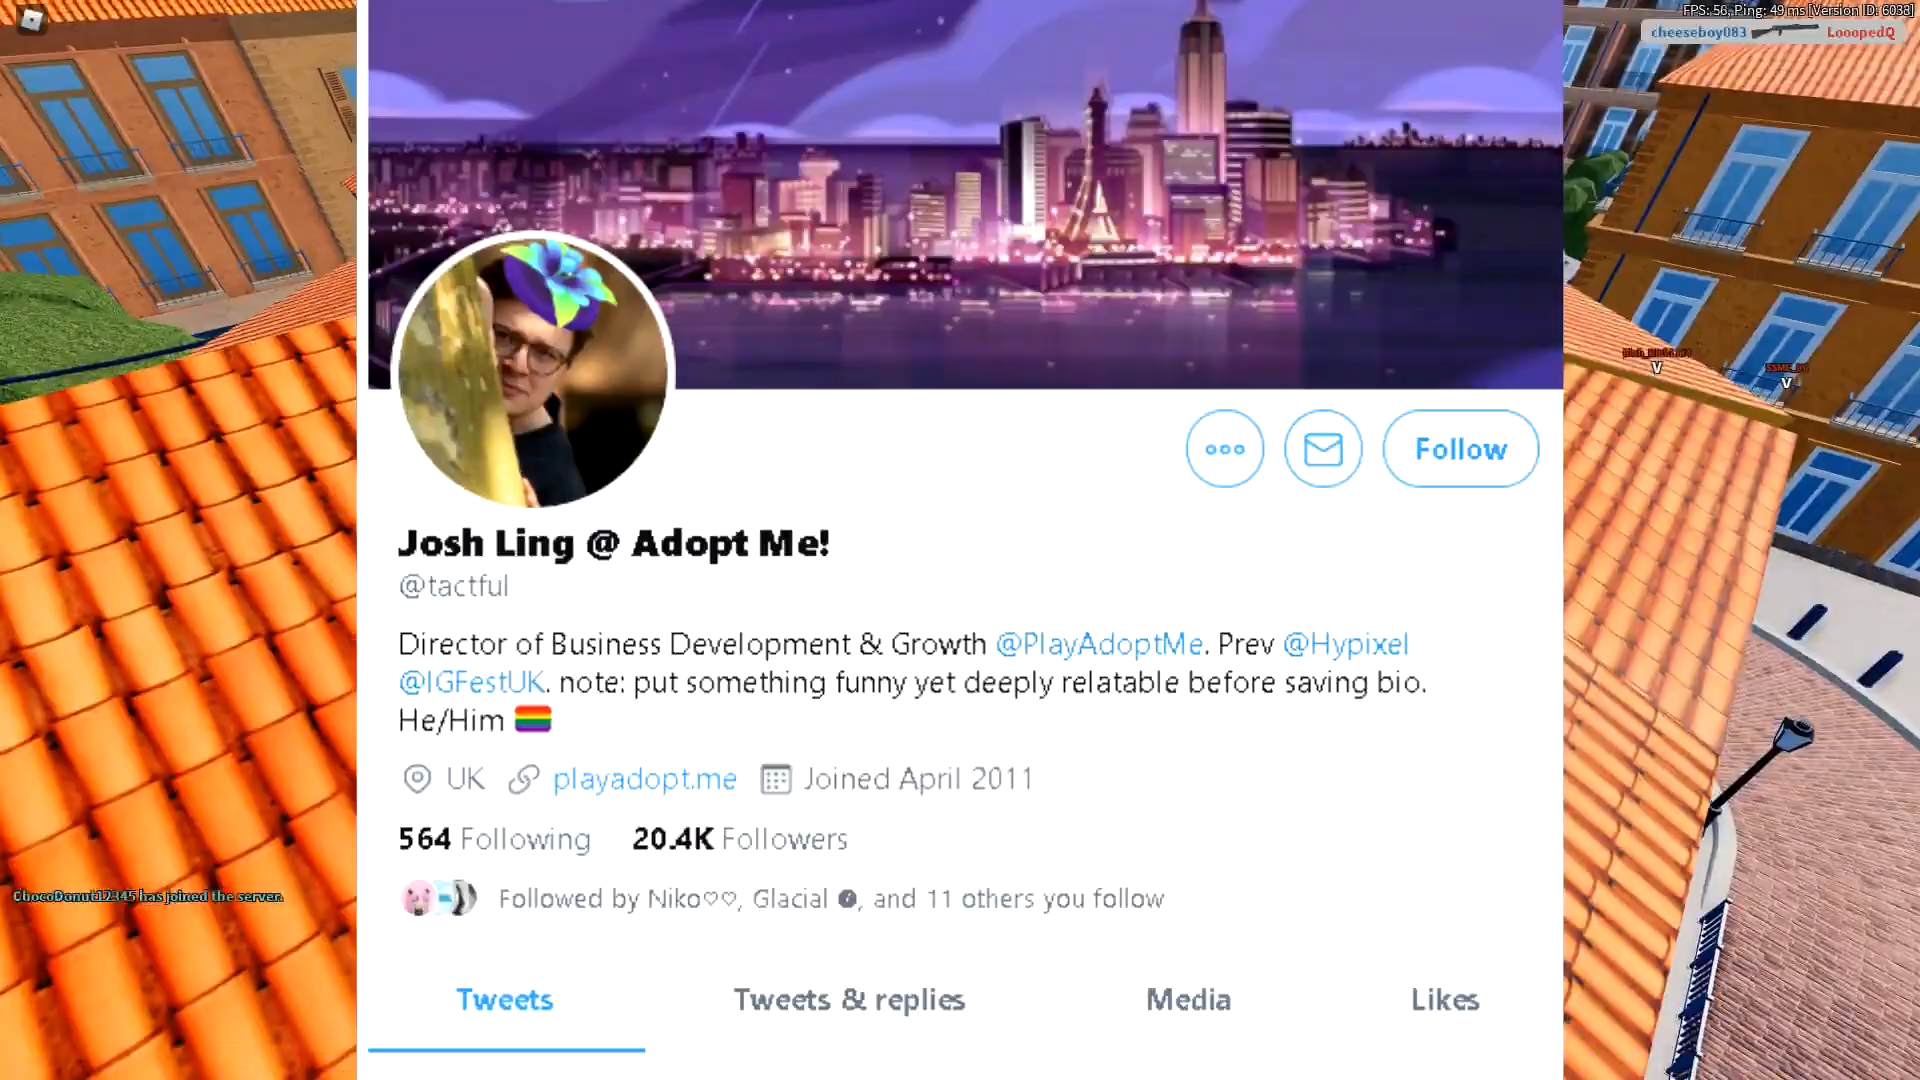 FPS: 56, Ping: 49 ms [Version ID: 6038]
cheeseboy083 LooopedQ
Josh Ling @ Adopt Me!
@tactful
Follow
Director of Business Development & Growth @PlayAdoptMe. Prev @Hypixel
@IGFestUK. note: put something funny yet deeply relatable before saving bio.
He/Him
UK playadopt.me Joined April 2011
564 Following 20.4K Followers
ChocoDonut12345 has joined the server.
Followed by Niko♡♡, Glacial, and 11 others you follow
Tweets Tweets & replies Media Likes